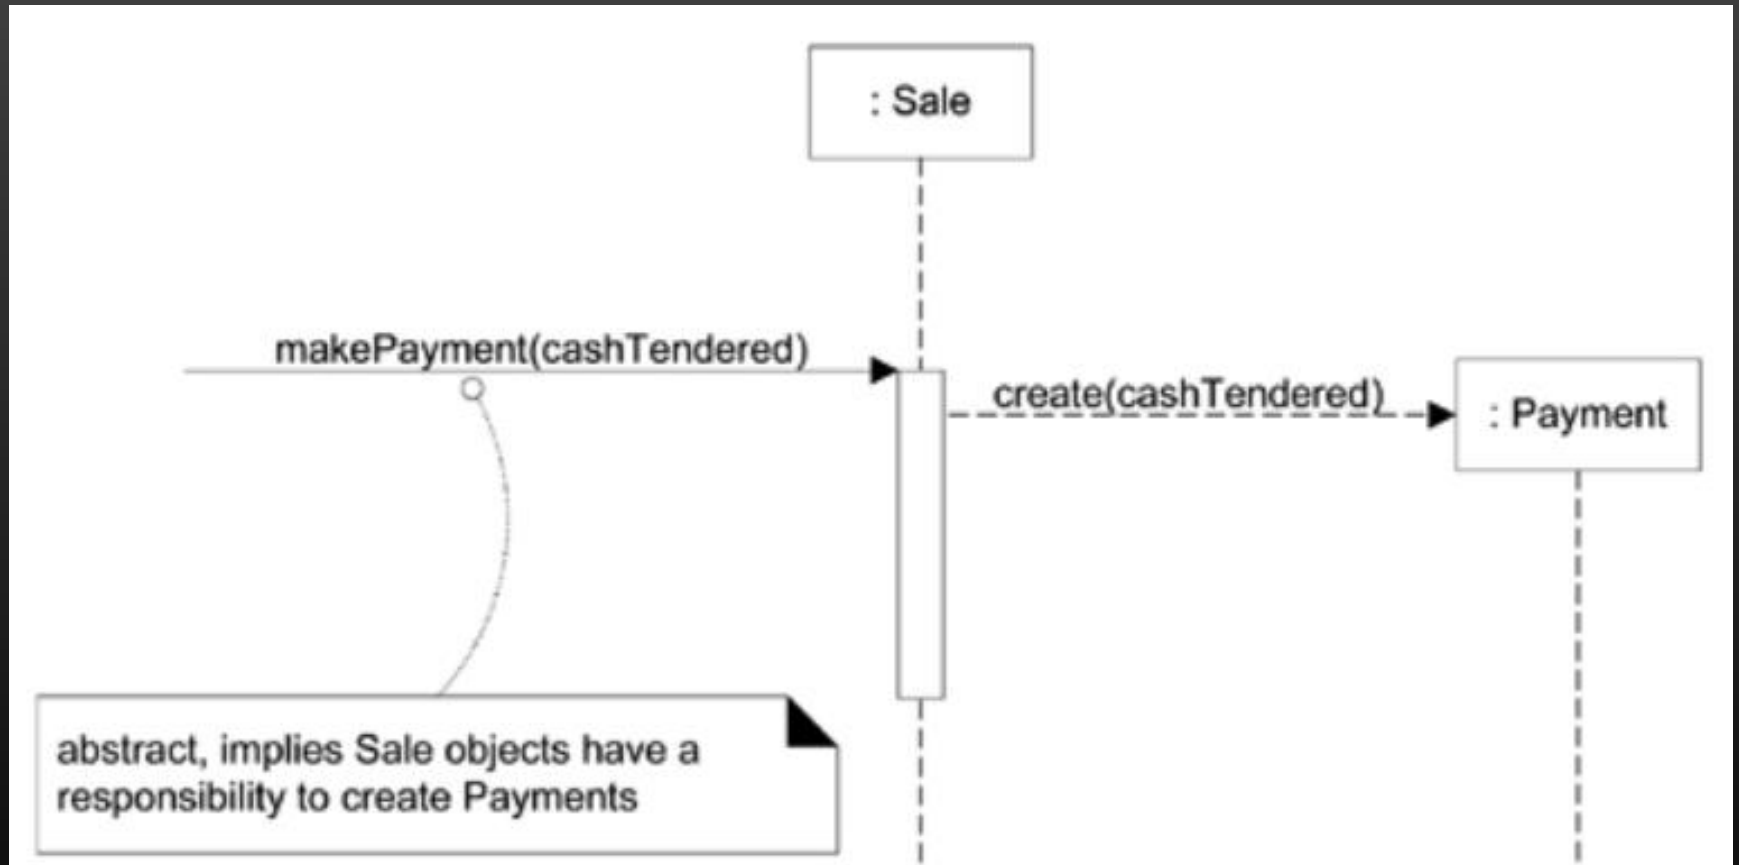 : Sale
makePayment(cashTendered)
create(cashTendered)
: Payment
abstract, implies Sale objects have a
responsibility to create Payments